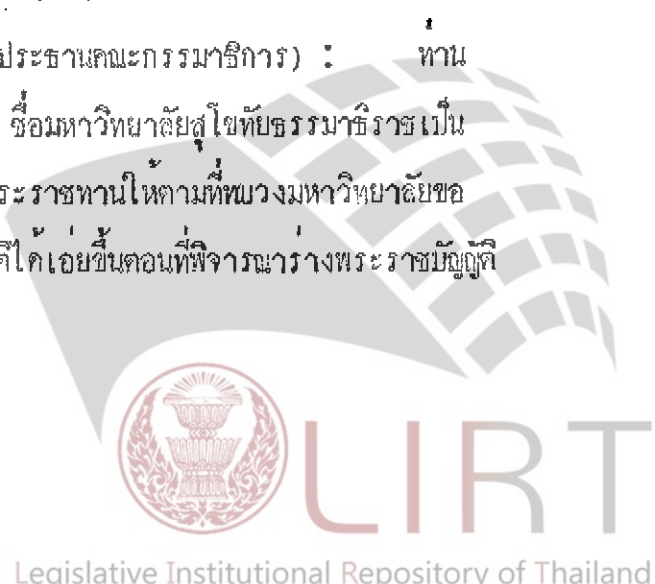 ประธานคณะกรรมาธิการ) : ท่าน
ชื่อมหาวิทยาลัยสุโขทัยธรรมาธิราชเป็น
ระราชทานให้ตามที่ทบวงมหาวิทยาลัยขอ
ได้เอ่ยขึ้นตอนที่พิจารณาร่างพระราชบัญญัติ
LIRT
Legislative Institutional Repository of Thailand